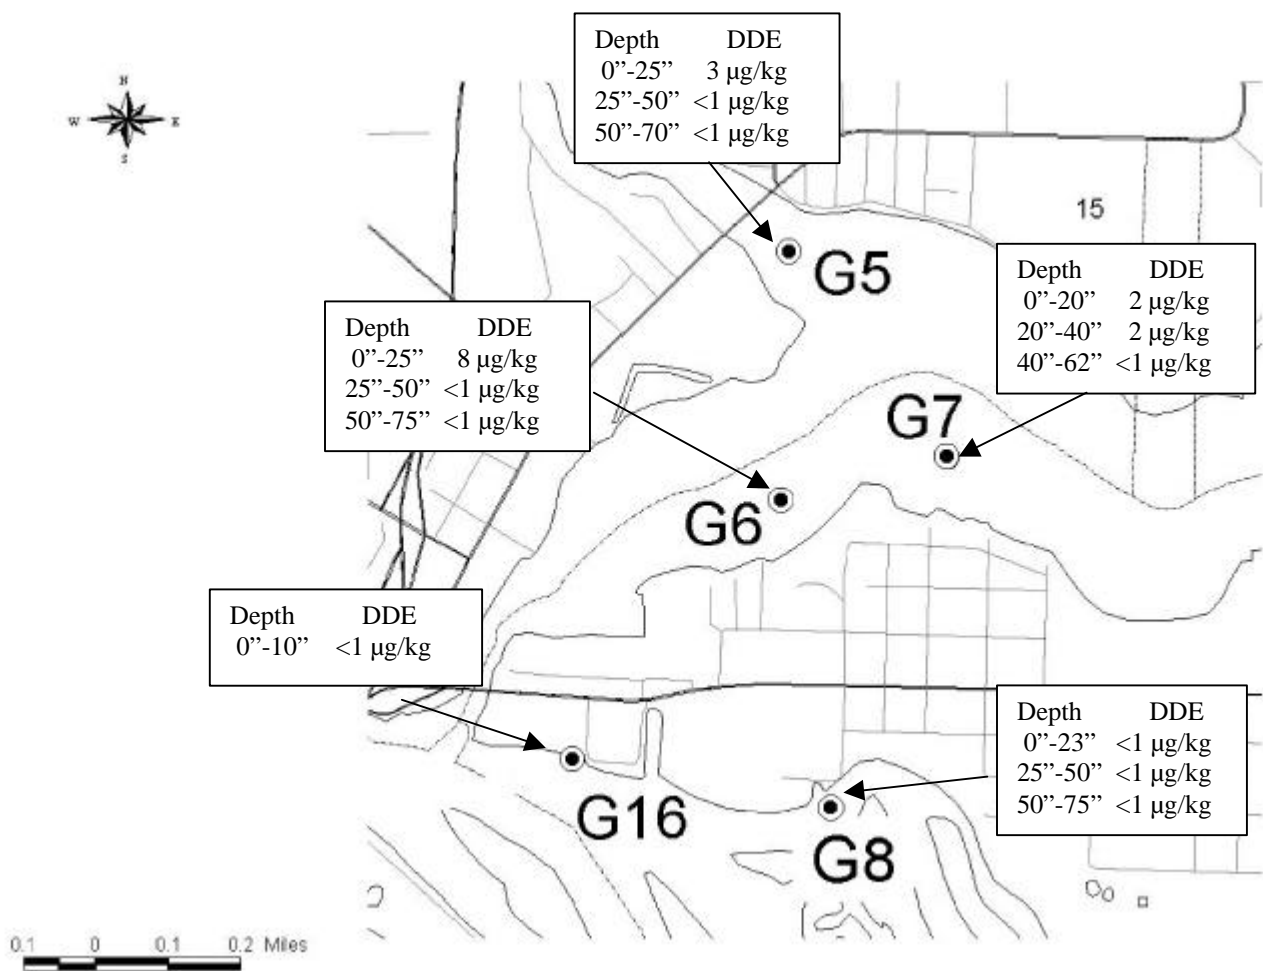 Depth DDE
0”-25” 3 µg/kg
25”-50” <1 µg/kg
50”-70” <1 µg/kg
N
W E
S
15
G5
Depth DDE
0”-20” 2 µg/kg
20”-40” 2 µg/kg
40”-62” <1 µg/kg
Depth DDE
0”-25” 8 µg/kg
25”-50” <1 µg/kg
50”-75” <1 µg/kg
G7
G6
Depth DDE
0”-10” <1 µg/kg
Depth DDE
0”-23” <1 µg/kg
25”-50” <1 µg/kg
50”-75” <1 µg/kg
G16
G8
0.1 0 0.1 0.2 Miles